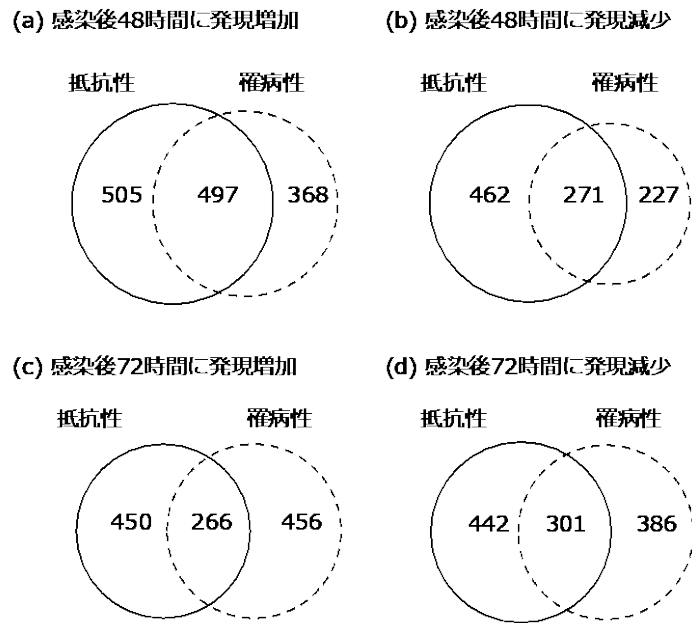 (a) 感染後48時間に発現増加
(b) 感染後48時間に発現減少
抵抗性 罹病性
抵抗性 罹病性
505 497 368
462 271 227
(c) 感染後72時間に発現増加
(d) 感染後72時間に発現減少
抵抗性 罹病性
抵抗性 罹病性
450 266 456
442 301 386